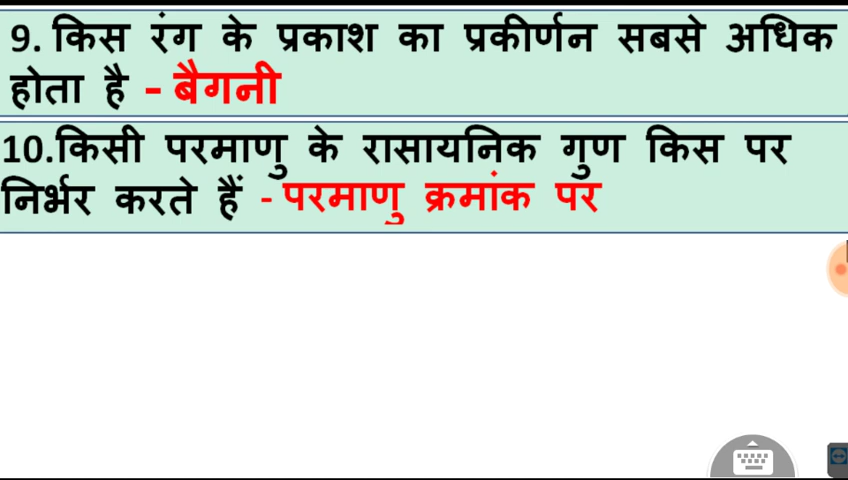 9. किस रंग के प्रकाश का प्रकीर्णन सबसे अधिक
होता है - बैगनी
10.किसी परमाणु के रासायनिक गुण किस पर
निर्भर करते हैं - परमाणु क्रमांक पर